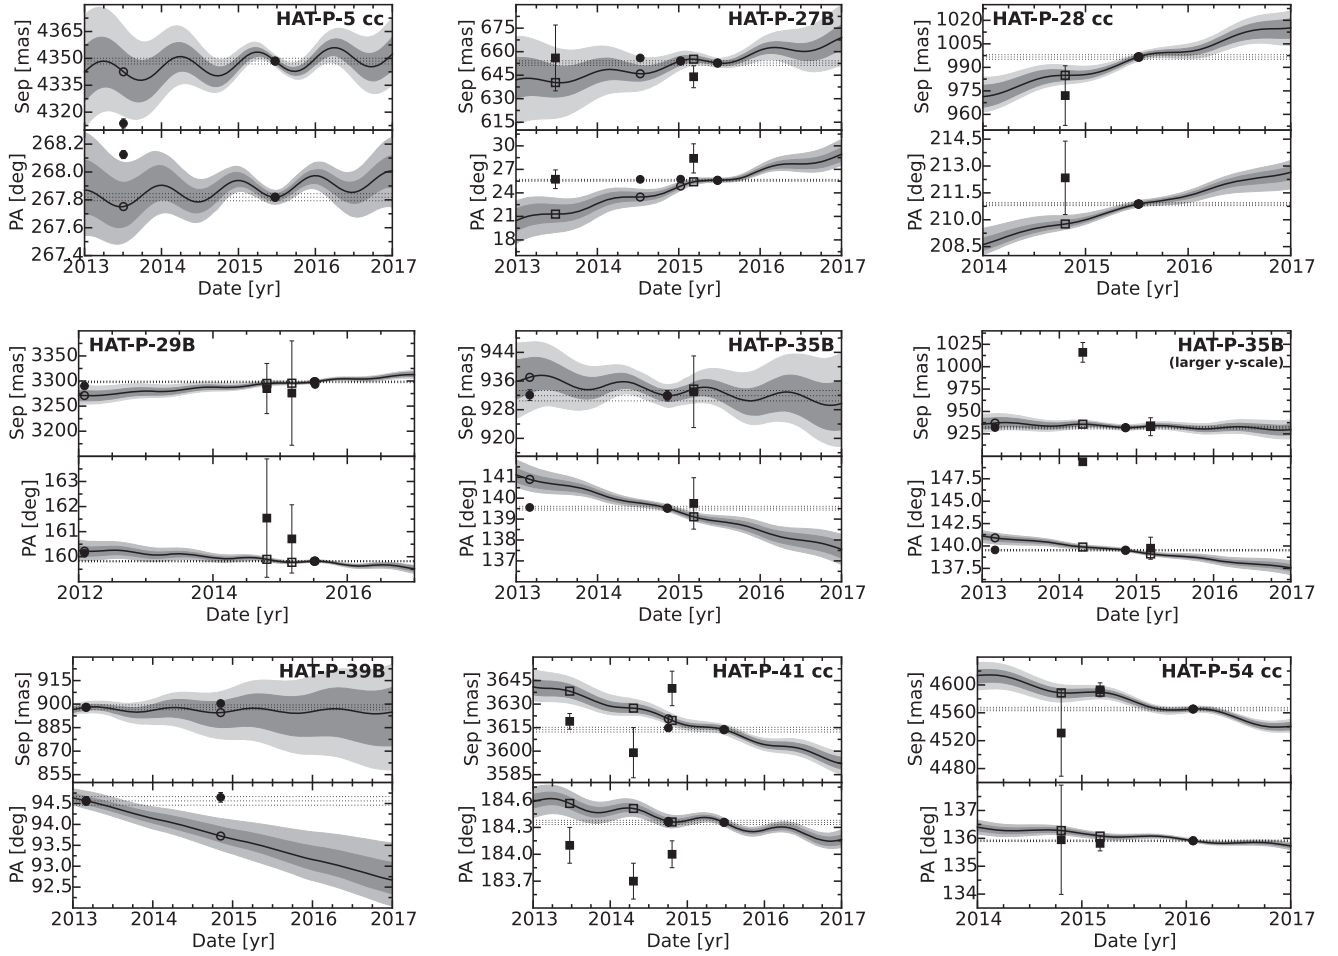 HAT-P-5 cc
Sep [mas]
4365
4350
4335
4320
PA [deg]
268.2
268.0
267.8
267.6
267.4
2013 2014 2015 2016 2017
Date [yr]
HAT-P-27B
Sep [mas]
675
660
645
630
615
PA [deg]
30
27
24
21
18
2013 2014 2015 2016 2017
Date [yr]
HAT-P-28 cc
Sep [mas]
1020
1005
990
975
960
PA [deg]
214.5
213.0
211.5
210.0
208.5
2014 2015 2016 2017
Date [yr]
HAT-P-29B
Sep [mas]
3350
3300
3250
3200
PA [deg]
163
162
161
160
2012 2014 2016
Date [yr]
HAT-P-35B
Sep [mas]
944
936
928
920
PA [deg]
141
140
139
138
137
2013 2014 2015 2016 2017
Date [yr]
HAT-P-35B
(larger y-scale)
Sep [mas]
1025
1000
975
950
925
PA [deg]
147.5
145.0
142.5
140.0
137.5
2013 2014 2015 2016 2017
Date [yr]
HAT-P-39B
Sep [mas]
915
900
885
870
855
PA [deg]
94.5
94.0
93.5
93.0
92.5
2013 2014 2015 2016 2017
Date [yr]
HAT-P-41 cc
Sep [mas]
3645
3630
3615
3600
3585
PA [deg]
184.6
184.3
184.0
183.7
2013 2014 2015 2016 2017
Date [yr]
HAT-P-54 cc
Sep [mas]
4600
4560
4520
4480
PA [deg]
137
136
135
134
2014 2015 2016 2017
Date [yr]